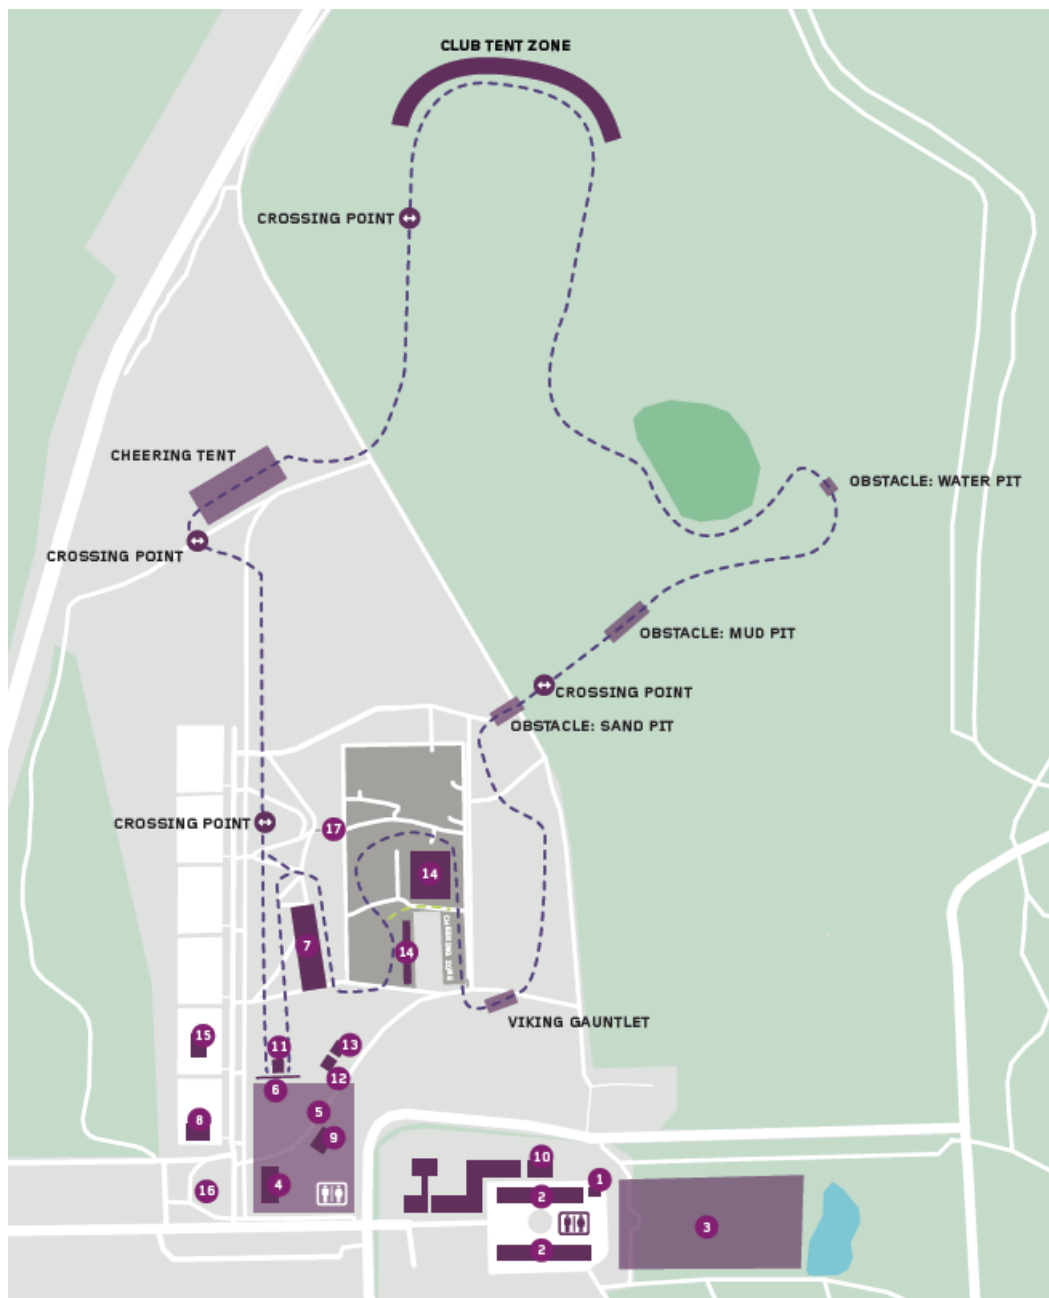 CLUB TENT ZONE
CROSSING POINT
CHEERING TENT
OBSTACLE: WATER PIT
CROSSING POINT
OBSTACLE: MUD PIT
CROSSING POINT
OBSTACLE: SAND PIT
CROSSING POINT
17
14
CHEERING ZONE
7
14
VIKING GAUNTLET
15
11
13
12
6
5
8
9
10
4
16
1
2
3
2